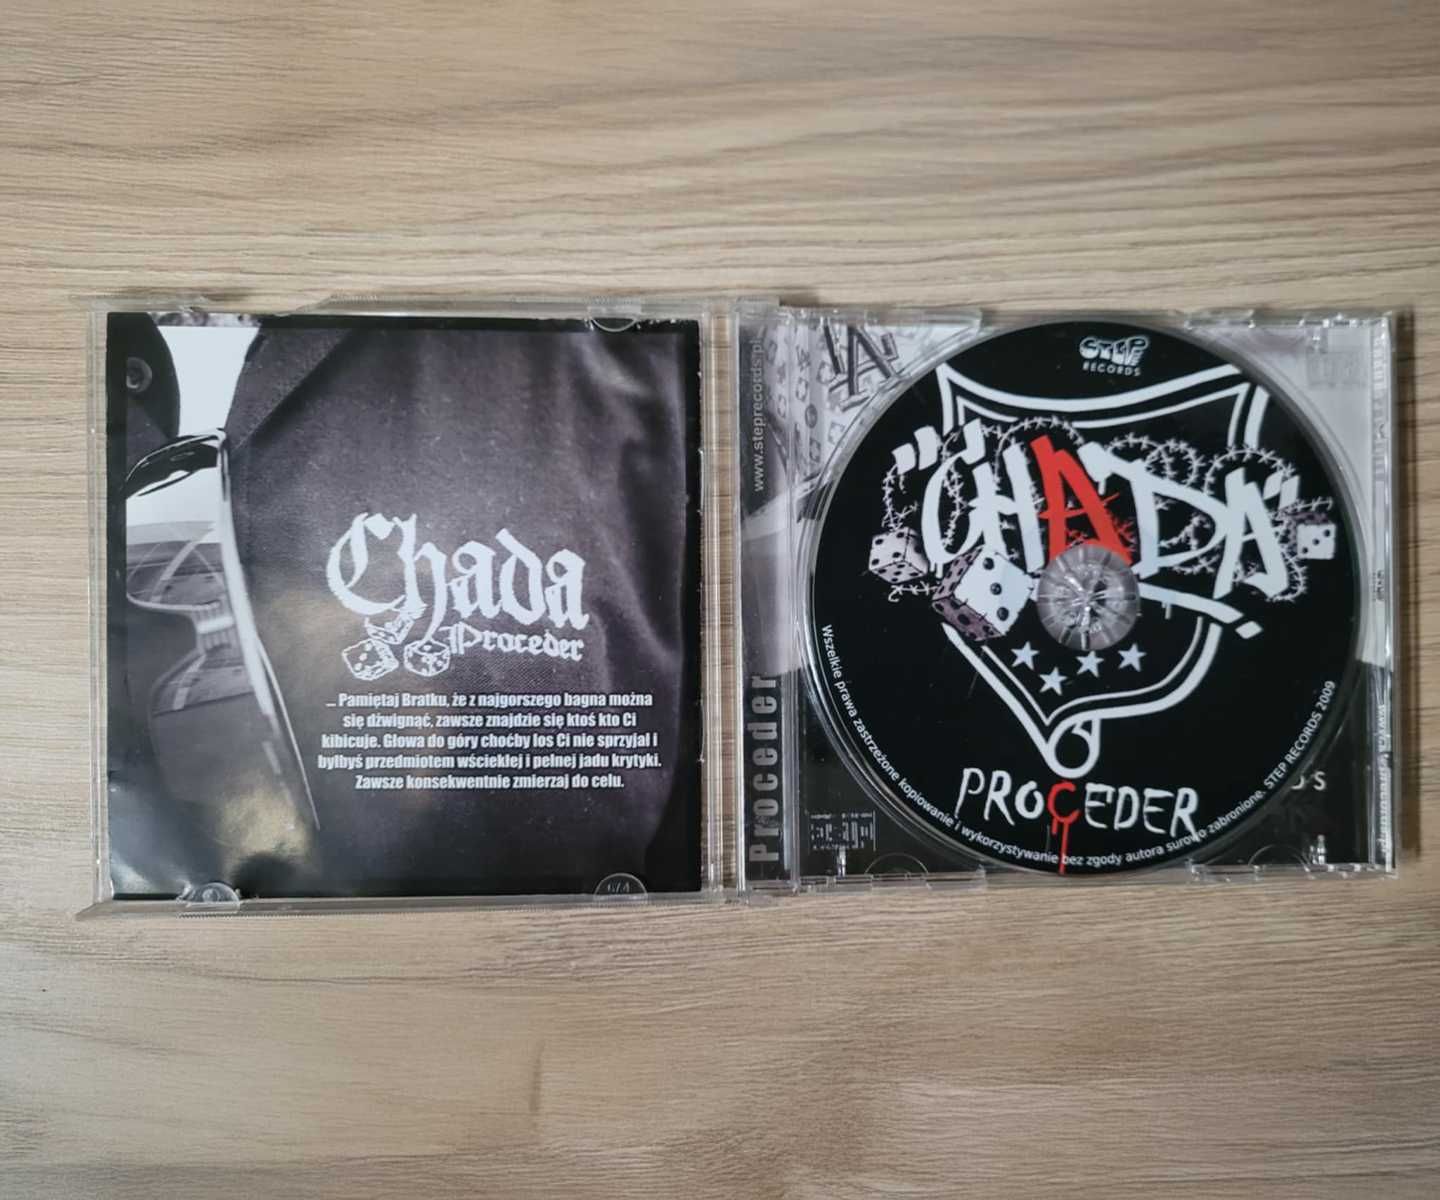 Chada
Proceder
... Pamiętaj Bratku, że z najgorszego bagna można
się dźwignąć, zawsze znajdzie się ktoś kto Ci
kibicuje. Głowa do góry choćby los Ci nie sprzyjał i
byłbyś przedmiotem wściekłej i pełnej jadu krytyki.
Zawsze konsekwentnie zmierzaj do celu.
6/4
www.steprecords.pl
Proceder
LA
STEP
RECORDS
"CHADA"
PROCEDER
Wszelkie prawa zastrzeżone kopiowanie i wykorzystywanie bez zgody autora surowo zabronione. STEP RECORDS 2009